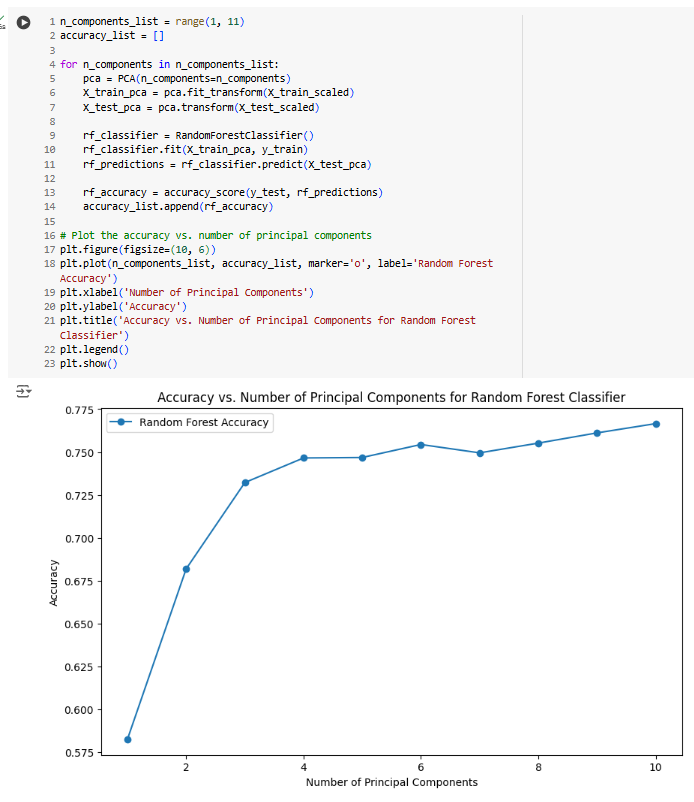 1 n_components_list = range(1, 11)
2 accuracy_list = []
3
4 for n_components in n_components_list:
5     pca = PCA(n_components=n_components)
6     X_train_pca = pca.fit_transform(X_train_scaled)
7     X_test_pca = pca.transform(X_test_scaled)
8
9     rf_classifier = RandomForestClassifier()
10     rf_classifier.fit(X_train_pca, y_train)
11     rf_predictions = rf_classifier.predict(X_test_pca)
12
13     rf_accuracy = accuracy_score(y_test, rf_predictions)
14     accuracy_list.append(rf_accuracy)
15
16 # Plot the accuracy vs. number of principal components
17 plt.figure(figsize=(10, 6))
18 plt.plot(n_components_list, accuracy_list, marker='o', label='Random Forest
Accuracy')
19 plt.xlabel('Number of Principal Components')
20 plt.ylabel('Accuracy')
21 plt.title('Accuracy vs. Number of Principal Components for Random Forest
Classifier')
22 plt.legend()
23 plt.show()
Accuracy vs. Number of Principal Components for Random Forest Classifier
Random Forest Accuracy
0.775
0.750
0.725
0.700
0.675
0.650
0.625
0.600
0.575
Accuracy
2 4 6 8 10
Number of Principal Components